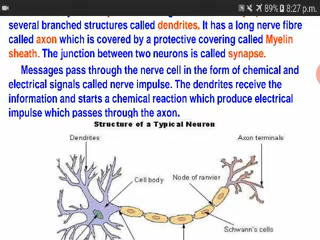 89% 8:27 p.m.
several branched structures called dendrites. It has a long nerve fibre
called axon which is covered by a protective covering called Myelin
sheath. The junction between two neurons is called synapse.
Messages pass through the nerve cell in the form of chemical and
electrical signals called nerve impulse. The dendrites receive the
information and starts a chemical reaction which produce electrical
impulse which passes through the axon.
Structure of a Typical Neuron
Dendrites
Axon terminals
Cell body
Node of ranvier
Schwann's cells